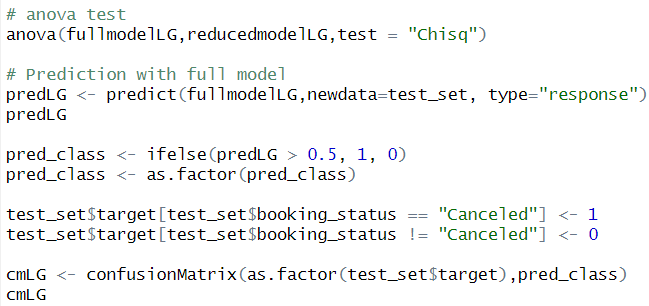 # anova test
anova(fullmodelLG,reducedmodelLG,test = "Chisq")
# Prediction with full model
predLG <- predict(fullmodelLG,newdata=test_set, type="response")
predLG
pred_class <- ifelse(predLG > 0.5, 1, 0)
pred_class <- as.factor(pred_class)
test_set$target[test_set$booking_status == "Canceled"] <- 1
test_set$target[test_set$booking_status != "Canceled"] <- 0
cmLG <- confusionMatrix(as.factor(test_set$target),pred_class)
cmLG